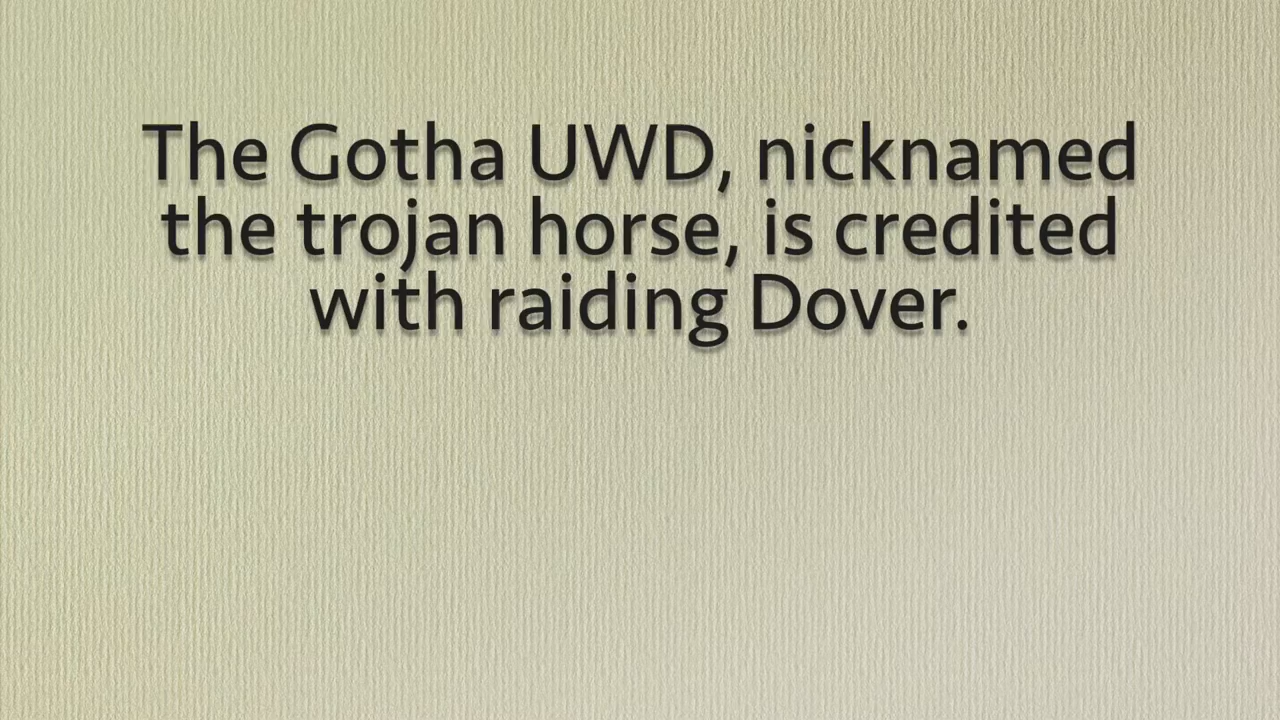 The Gotha UWD, nicknamed
the trojan horse, is credited
with raiding Dover.